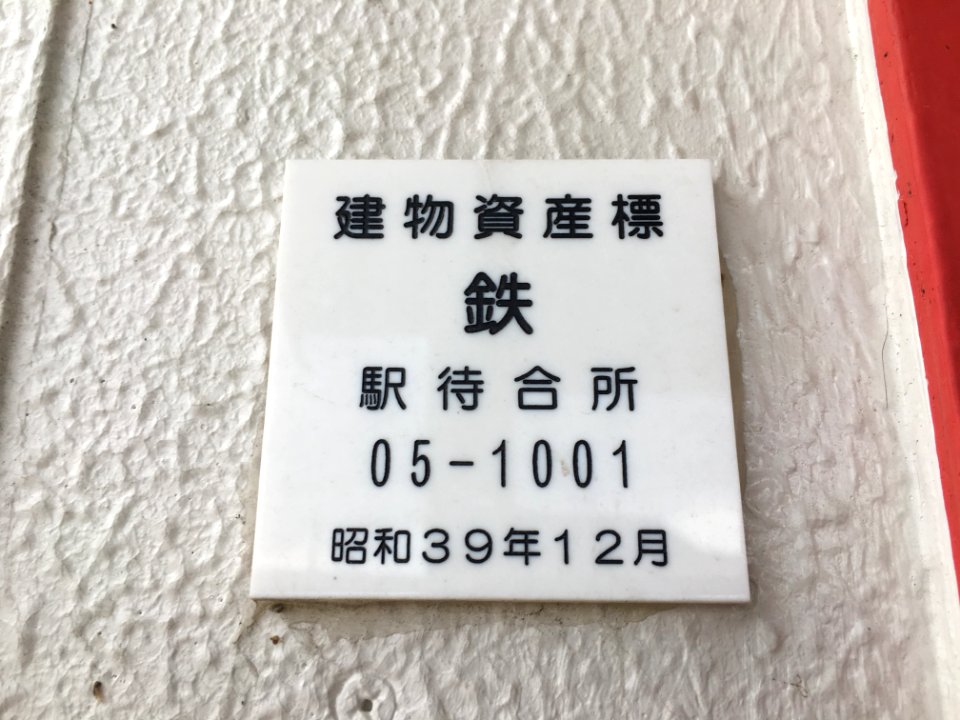 建物資産標
鉄
駅待合所
05-1001
昭和39年12月